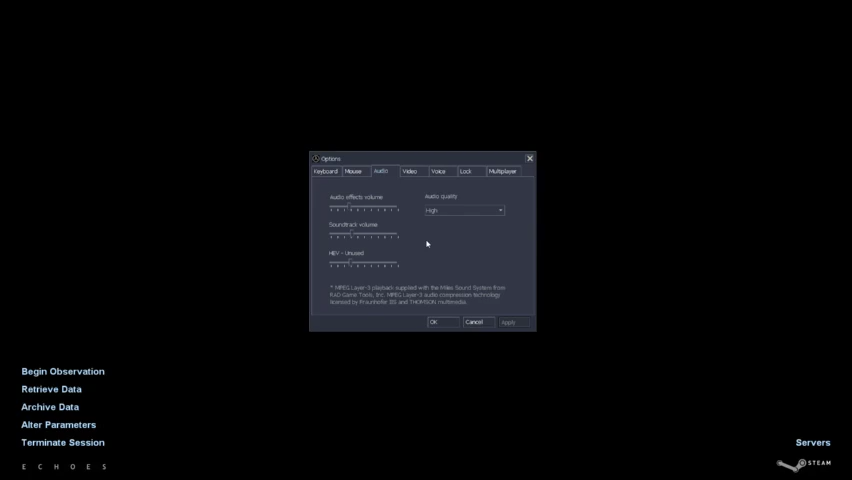 Options
Keyboard Mouse Audio Video Voice Lock Multiplayer
Audio effects volume
Audio quality
High
Soundtrack volume
HEV - Unused
* MPEG Layer-3 playback supplied with the Miles Sound System from
RAD Game Tools, Inc. MPEG Layer-3 audio compression technology
licensed by Fraunhofer IIS and THOMSON multimedia.
OK Cancel Apply
Begin Observation
Retrieve Data
Archive Data
Alter Parameters
Terminate Session
Servers
ECHOES
STEAM